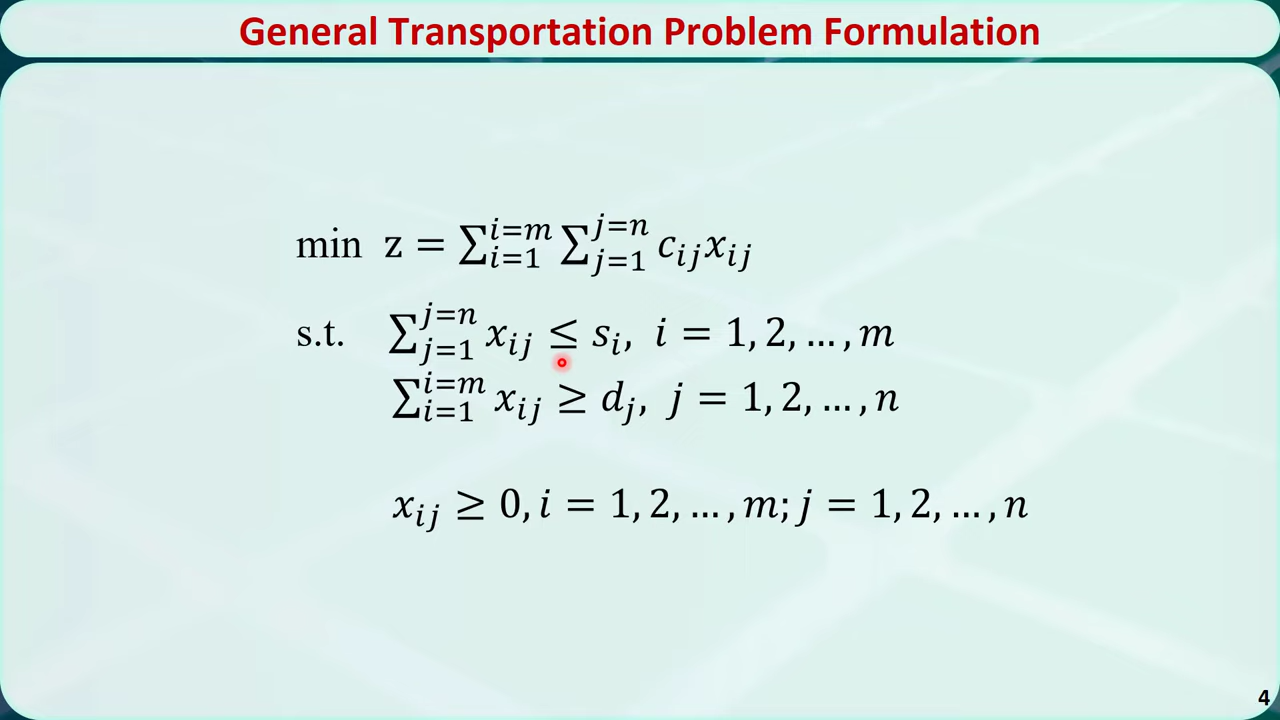 General Transportation Problem Formulation
min z = ∑_{i=1}^{i=m} ∑_{j=1}^{j=n} c_{ij}x_{ij}
s.t. ∑_{j=1}^{j=n} x_{ij} ≤ s_i, i = 1, 2, … , m
∑_{i=1}^{i=m} x_{ij} ≥ d_j, j = 1, 2, … , n
x_{ij} ≥ 0, i = 1, 2, … , m; j = 1, 2, … , n
4